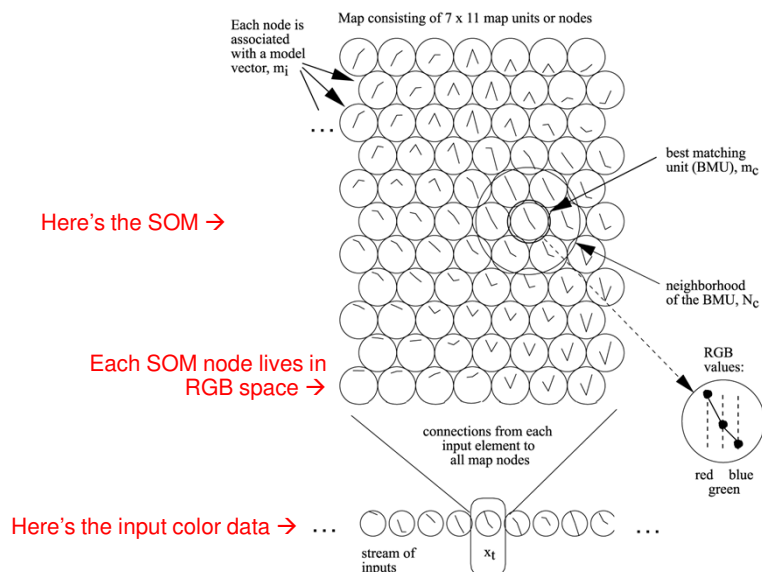 Map consisting of 7 x 11 map units or nodes
Each node is
associated
with a model
vector, mi
...
best matching
unit (BMU), mc
Here's the SOM →
neighborhood
of the BMU, Nc
Each SOM node lives in
RGB space →
RGB
values:
connections from each
input element to
all map nodes
red blue
green
Here's the input color data → ... ...
stream of
inputs
xt